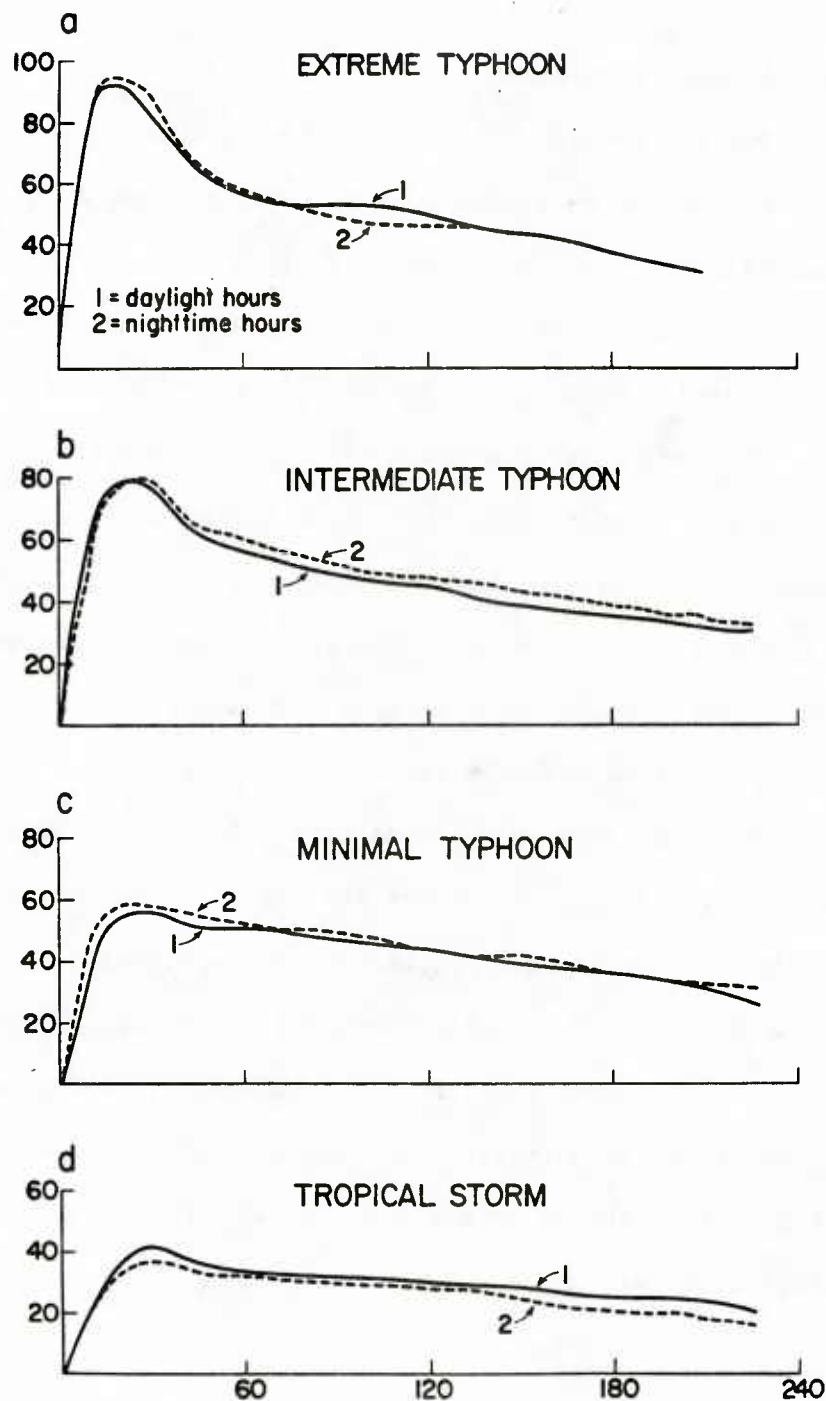 a
EXTREME TYPHOON
100
80
60
40
20
1
2
1 = daylight hours
2 = nighttime hours
b
INTERMEDIATE TYPHOON
80
60
40
20
2
1
c
MINIMAL TYPHOON
80
60
40
20
2
1
d
TROPICAL STORM
60
40
20
1
2
60 120 180 240